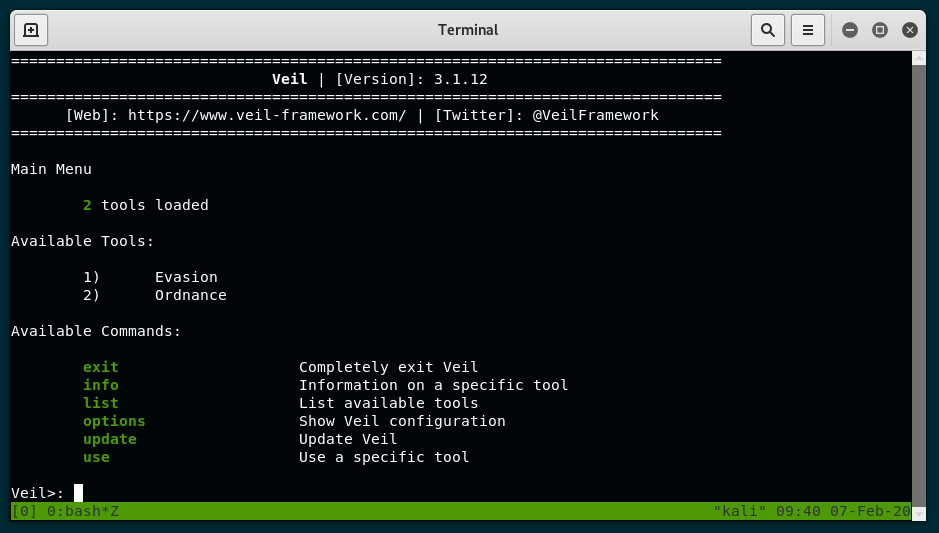 Terminal
===============================================================================
Veil | [Version]: 3.1.12
===============================================================================
[Web]: https://www.veil-framework.com/ | [Twitter]: @VeilFramework
===============================================================================
Main Menu
2 tools loaded
Available Tools:
1) Evasion
2) Ordnance
Available Commands:
exit Completely exit Veil
info Information on a specific tool
list List available tools
options Show Veil configuration
update Update Veil
use Use a specific tool
Veil>:
[0] 0:bash*Z "kali" 09:40 07-Feb-20